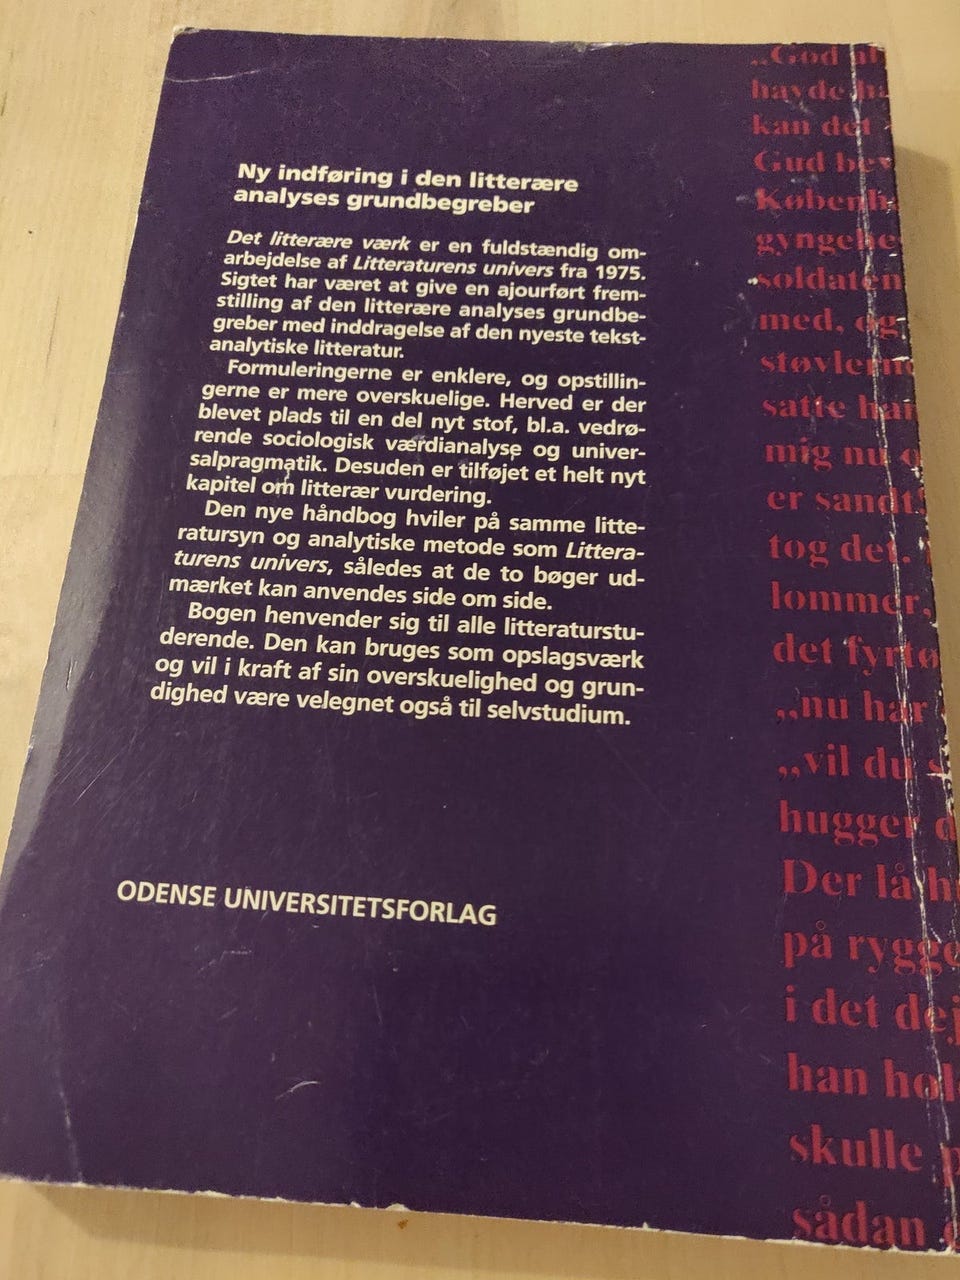 Ny indføring i den litterære
analyses grundbegreber
Det litterære værk er en fuldstændig om-
arbejdelse af Litteraturens univers fra 1975.
Sigtet har været at give en ajourført frem-
stilling af den litterære analyses grundbe-
greber med inddragelse af den nyeste tekst-
analytiske litteratur.
Formuleringerne er enklere, og opstillin-
gerne er mere overskuelige. Herved er der
blevet plads til en del nyt stof, bl.a. vedrø-
rende sociologisk værdianalyse og univer-
salpragmatik. Desuden er tilføjet et helt nyt
kapitel om litterær vurdering.
Den nye håndbog hviler på samme litte-
ratursyn og analytiske metode som Littera-
turens univers, således at de to bøger ud-
mærket kan anvendes side om side.
Bogen henvender sig til alle litteraturstu-
derende. Den kan bruges som opslagsværk
og vil i kraft af sin overskuelighed og grun-
dighed være velegnet også til selvstudium.
ODENSE UNIVERSITETSFORLAG
„God
havde
kan det
Gud
soldaten
med, og
satte han
mig nu
er sandt
tog det.
lommer,
det
„nu har
„vil du
hugger
Der lå
på
i det
han
skulle
sådan